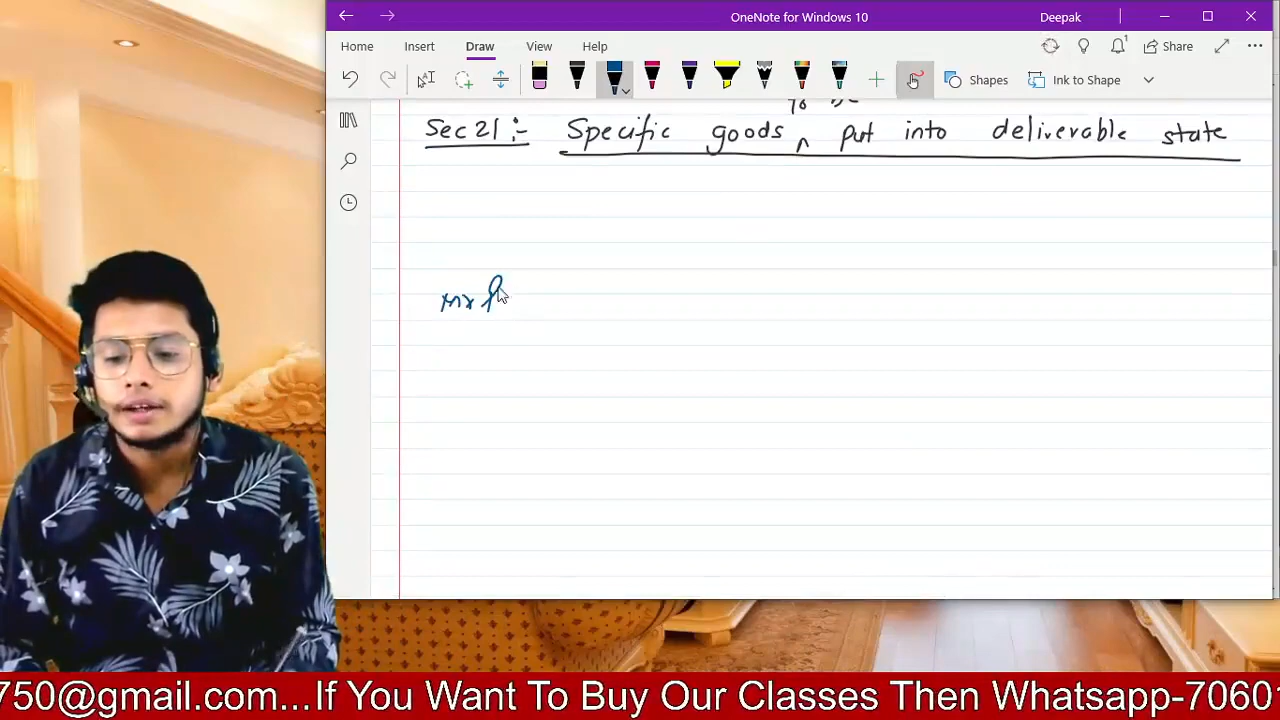 OneNote for Windows 10
Deepak
Home Insert Draw View Help
1
Share
Shapes
Ink to Shape
to be
Sec 21 :- Specific goods ^ put into deliverable state
Mr
750@gmail.com...If You Want To Buy Our Classes Then Whatsapp-7060